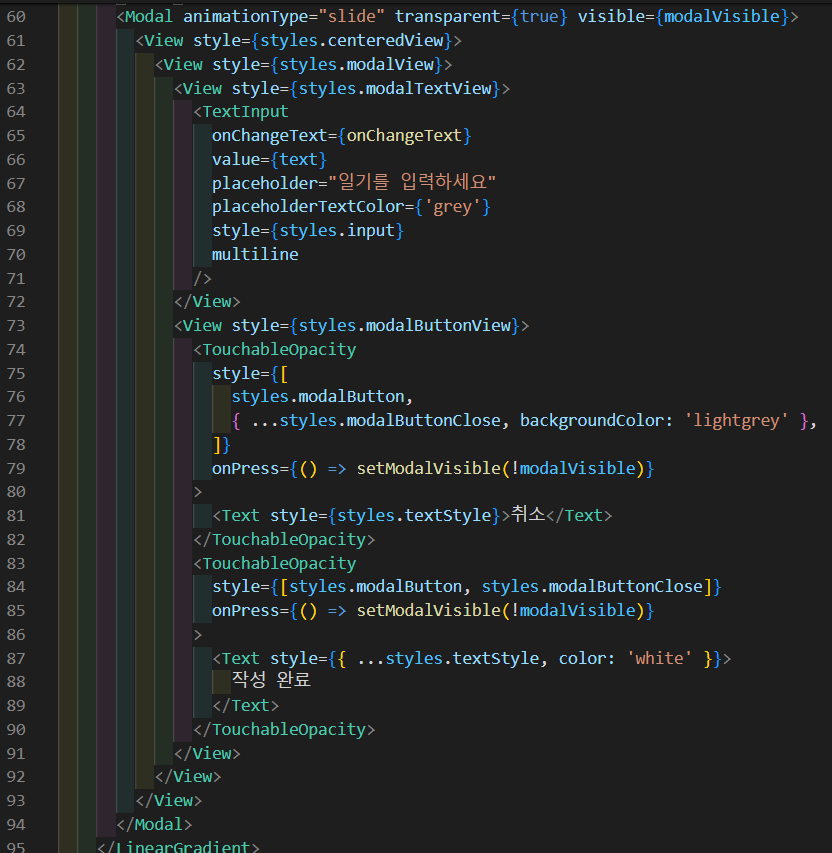 60 <Modal animationType="slide" transparent={true} visible={modalVisible}>
61 <View style={styles.centeredView}>
62 <View style={styles.modalView}>
63 <View style={styles.modalTextView}>
64 <TextInput
65 onChangeText={onChangeText}
66 value={text}
67 placeholder="일기를 입력하세요"
68 placeholderTextColor={'grey'}
69 style={styles.input}
70 multiline
71 />
72 </View>
73 <View style={styles.modalButtonView}>
74 <TouchableOpacity
75 style={[
76 styles.modalButton,
77 { ...styles.modalButtonClose, backgroundColor: 'lightgrey' },
78 ]}
79 onPress={() => setModalVisible(!modalVisible)}
80 >
81 <Text style={styles.textStyle}>취소</Text>
82 </TouchableOpacity>
83 <TouchableOpacity
84 style={[styles.modalButton, styles.modalButtonClose]}
85 onPress={() => setModalVisible(!modalVisible)}
86 >
87 <Text style={{ ...styles.textStyle, color: 'white' }}>
88 작성 완료
89 </Text>
90 </TouchableOpacity>
91 </View>
92 </View>
93 </View>
94 </Modal>
95 </LinearGradient>